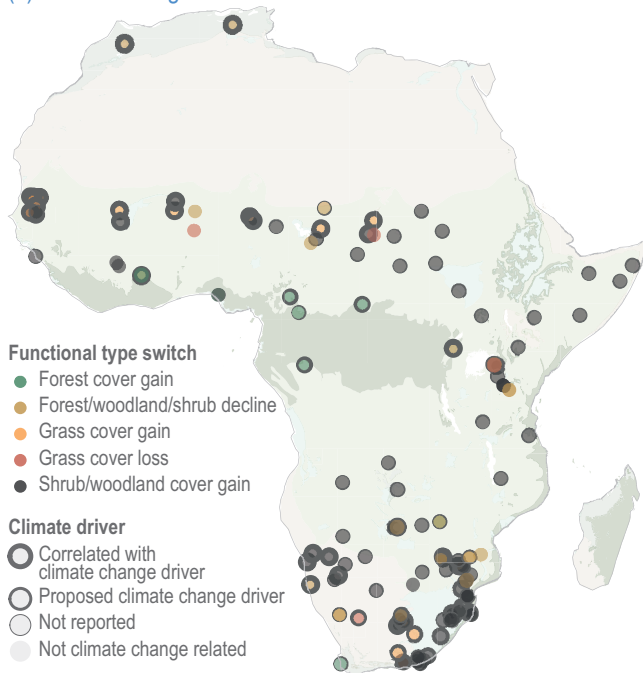 Functional type switch
Forest cover gain
Forest/woodland/shrub decline
Grass cover gain
Grass cover loss
Shrub/woodland cover gain
Climate driver
Correlated with
climate change driver
Proposed climate change driver
Not reported
Not climate change related